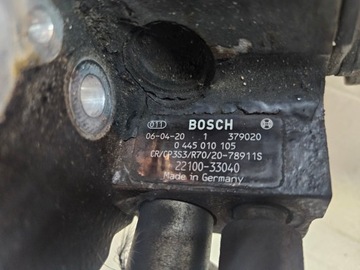 BOSCH
06-04-20 1 379020
0 445 010 105
CR/CP3S3/R70/20-78911S
22100-33040
Made in Germany